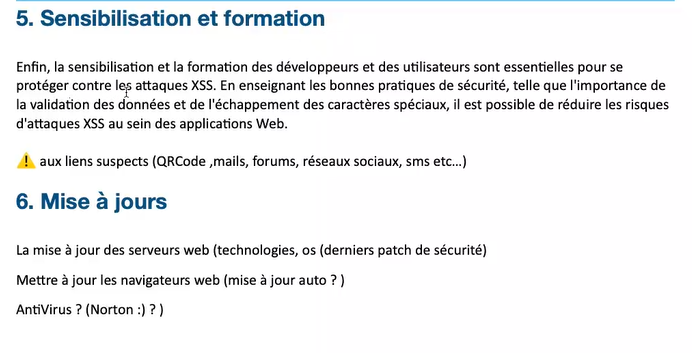 5. Sensibilisation et formation
Enfin, la sensibilisation et la formation des développeurs et des utilisateurs sont essentielles pour se
protéger contre les attaques XSS. En enseignant les bonnes pratiques de sécurité, telle que l'importance de
la validation des données et de l'échappement des caractères spéciaux, il est possible de réduire les risques
d'attaques XSS au sein des applications Web.
⚠️ aux liens suspects (QRCode ,mails, forums, réseaux sociaux, sms etc...)
6. Mise à jours
La mise à jour des serveurs web (technologies, os (derniers patch de sécurité)
Mettre à jour les navigateurs web (mise à jour auto ? )
AntiVirus ? (Norton :) ? )